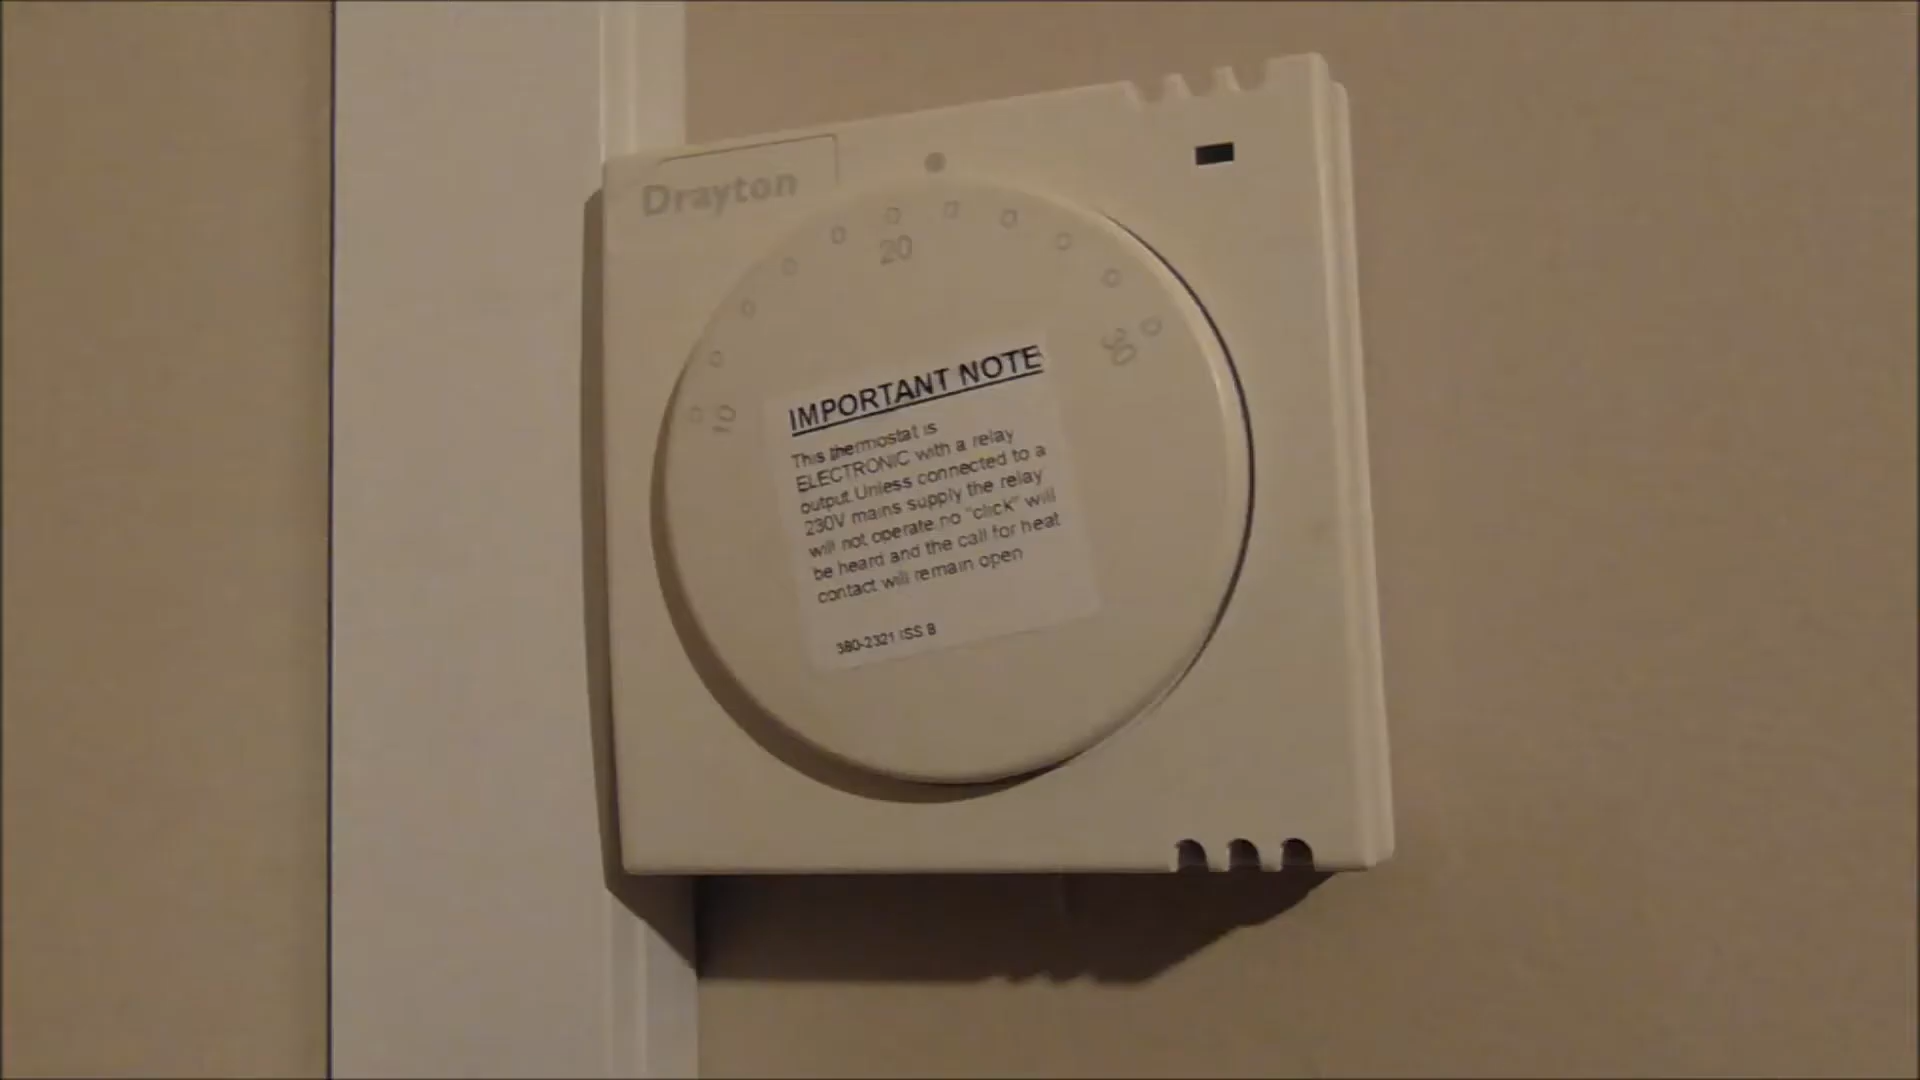 Drayton
20
10
30
IMPORTANT NOTE
This thermostat is
ELECTRONIC with a relay
output.Unless connected to a
230V mains supply the relay
will not operate.no "click" will
be heard and the call for heat
contact will remain open
380-2321 ISS.B